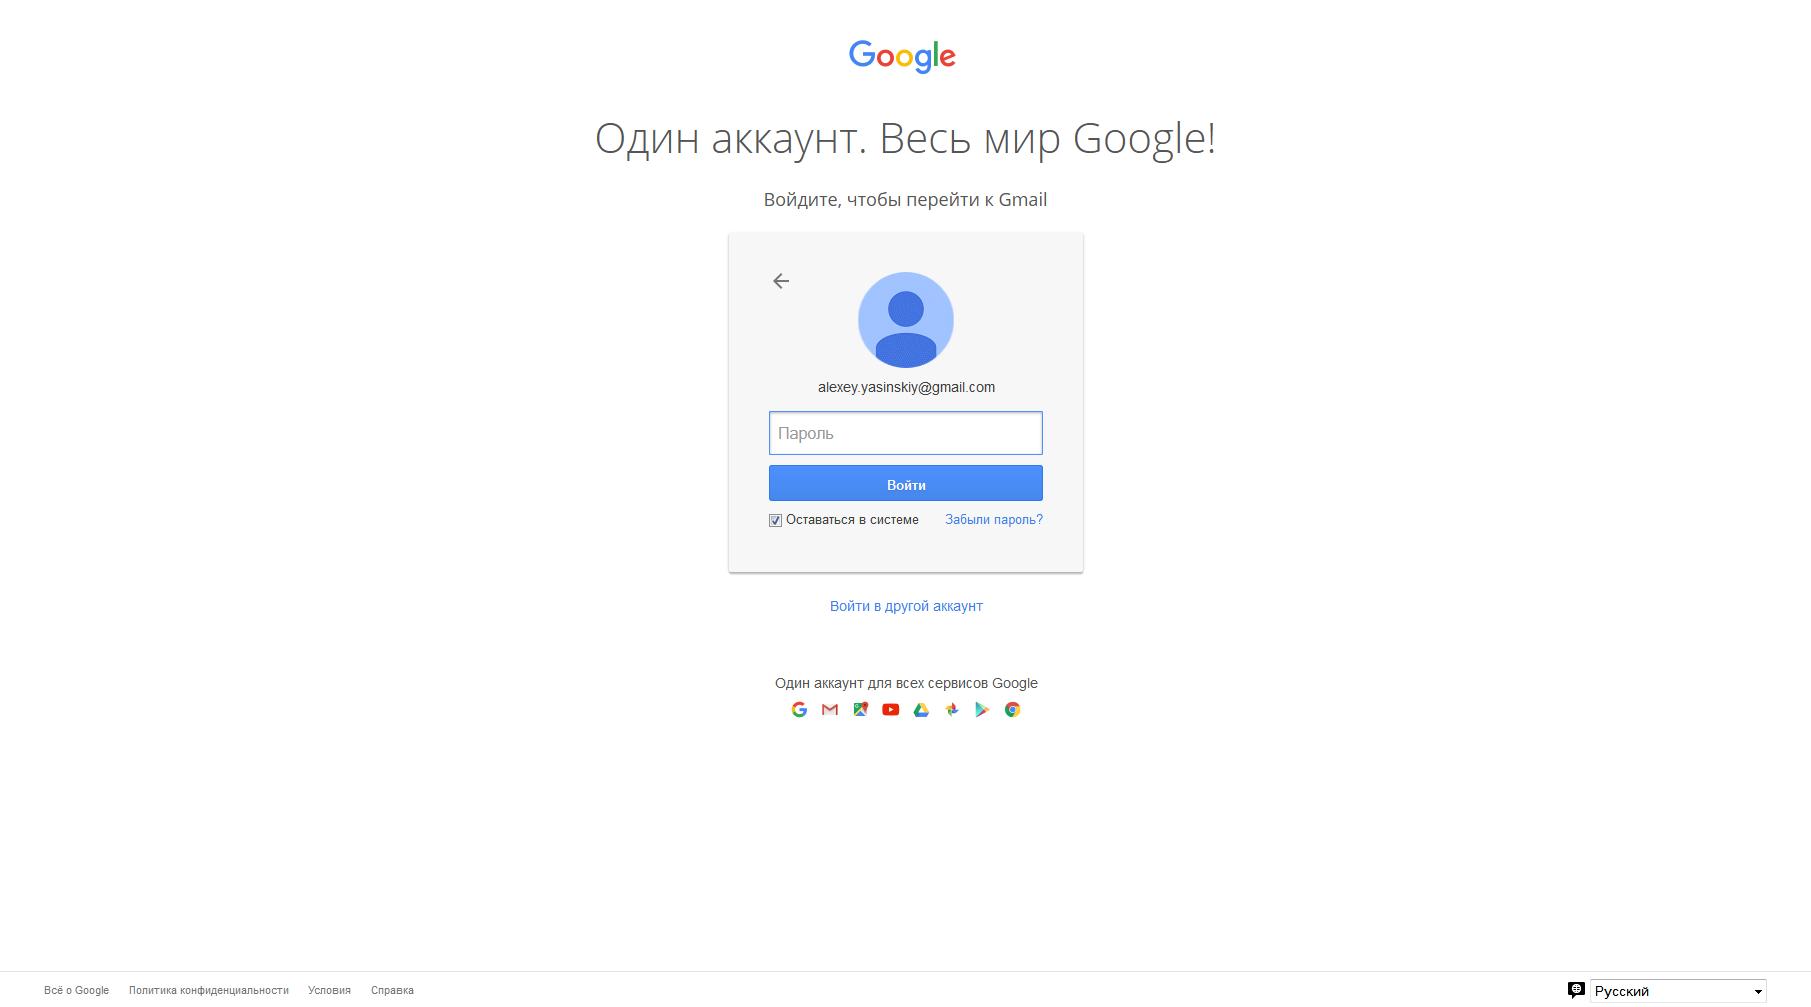 Google
Один аккаунт. Весь мир Google!
Войдите, чтобы перейти к Gmail
alexey.yasinskiy@gmail.com
Пароль
Войти
Оставаться в системе Забыли пароль?
Войти в другой аккаунт
Один аккаунт для всех сервисов Google
Всё о Google Политика конфиденциальности Условия Справка Русский